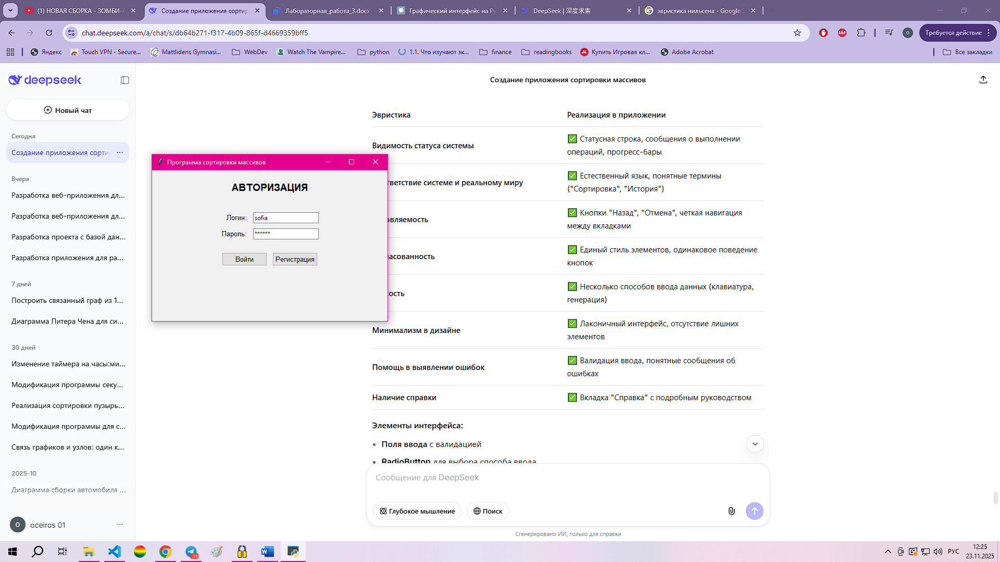 (1) НОВАЯ СБОРКА - ЗОМБИ-
Создание приложения сортир
Лабораторная_работа_3.docx
Графический интерфейс на Py
DeepSeek | 深度求索
эвристика нильсена - Google S
chat.deepseek.com/a/chat/s/db64b271-f317-4b09-865f-d4669359bff5
ABP
O
Требуется действие
Яндекс
Touch VPN - Secure...
Mattlidens Gymnasi...
WebDev
Watch The Vampire...
python
1.1. Что изучают эк...
finance
readingbooks
Купить Игровая кл...
Adobe Acrobat
Все закладки
deepseek
Новый чат
Сегодня
Создание приложения сорти
Вчера
Разработка веб-приложения дл...
Разработка веб-приложения дл...
Разработка проекта с базой дан...
Разработка приложения для ра...
7 дней
Построить связанный граф из 1...
Диаграмма Питера Чена для си...
30 дней
Изменение таймера на часы:ми...
Модификация программы секу...
Реализация сортировки пузырь...
Модификация программы для с...
Связь графиков и узлов: один к...
2025-10
Диаграмма сборки автомобиля ...
O
oceiros 01
Создание приложения сортировки массивов
Эвристика
Реализация в приложении
Видимость статуса системы
Статусная строка, сообщения о выполнении
операций, прогресс-бары
тветствие системе и реальному миру
Естественный язык, понятные термины
("Сортировка", "История")
авляемость
Кнопки "Назад", "Отмена", четкая навигация
между вкладками
асованность
Единый стиль элементов, одинаковое поведение
кнопок
кость
Несколько способов ввода данных (клавиатура,
генерация)
Минимализм в дизайне
Лаконичный интерфейс, отсутствие лишних
элементов
Помощь в выявлении ошибок
Валидация ввода, понятные сообщения об
ошибках
Наличие справки
Вкладка "Справка" с подробным руководством
Элементы интерфейса:
• Поля ввода с валидацией
• RadioButton для выбора способа ввода
Сообщение для DeepSeek
Глубокое мышление
Поиск
Сгенерировано ИИ, только для справки
Программа сортировки массивов
АВТОРИЗАЦИЯ
Логин:
sofia
Пароль:
******
Войти
Регистрация
20
РУС
12:25
23.11.2025